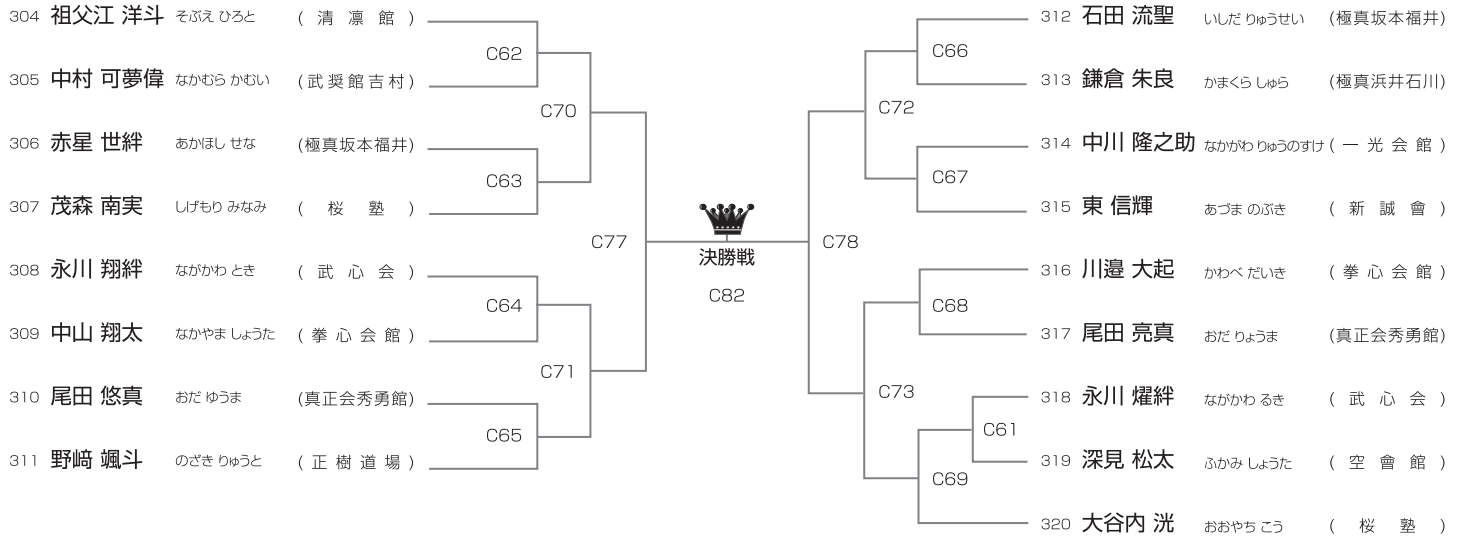 304 祖父江 洋斗 そぶえ ひろと (清凛館)
C62
305 中村 可夢偉 なかむら かむい (武奨館吉村)
C70
306 赤星 世絆 あかほし せな (極真坂本福井)
C63
307 茂森 南実 しげもり みなみ (桜塾)
C77
308 永川 翔絆 ながかわ とき (武心会)
C64
309 中山 翔太 なかやま しょうた (拳心会館)
C71
310 尾田 悠真 おだ ゆうま (真正会秀勇館)
C65
311 野﨑 颯斗 のざき りゅうと (正樹道場)
決勝戦
C82
312 石田 流聖 いしだ りゅうせい (極真坂本福井)
C66
313 鎌倉 朱良 かまくら しゅら (極真浜井石川)
C72
314 中川 隆之助 なかがわ りゅうのすけ (一光会館)
C67
315 東 信輝 あづま のぶき (新誠會)
C78
316 川邉 大起 かわべ だいき (拳心会館)
C68
317 尾田 亮真 おだ りょうま (真正会秀勇館)
C73
318 永川 燿絆 ながかわ るき (武心会)
C61
319 深見 松太 ふかみ しょうた (空會館)
C69
320 大谷内 洸 おおやち こう (桜塾)